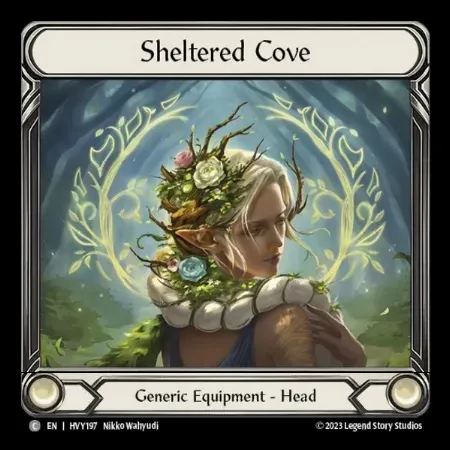 Sheltered Cove
Generic Equipment - Head
C EN | HVY197 Nikko Wahyudi
© 2023 Legend Story Studios